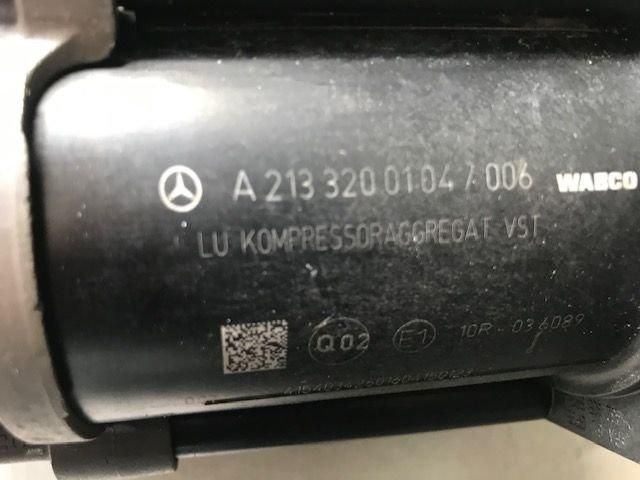 A 213 320 01 04 / 006 WABCO
LU KOMPRESSORAGGREGAT VST
Q02 E1 10R-036089